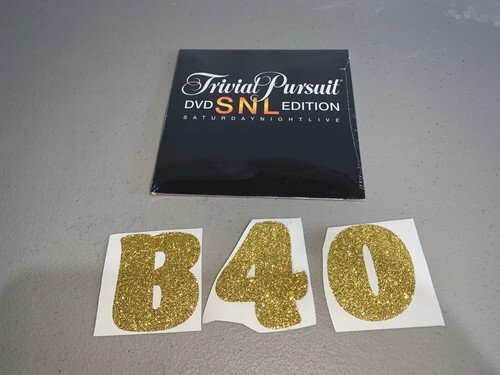 Trivial Pursuit
DVD SNL EDITION
SATURDAYNIGHTLIVE
B40